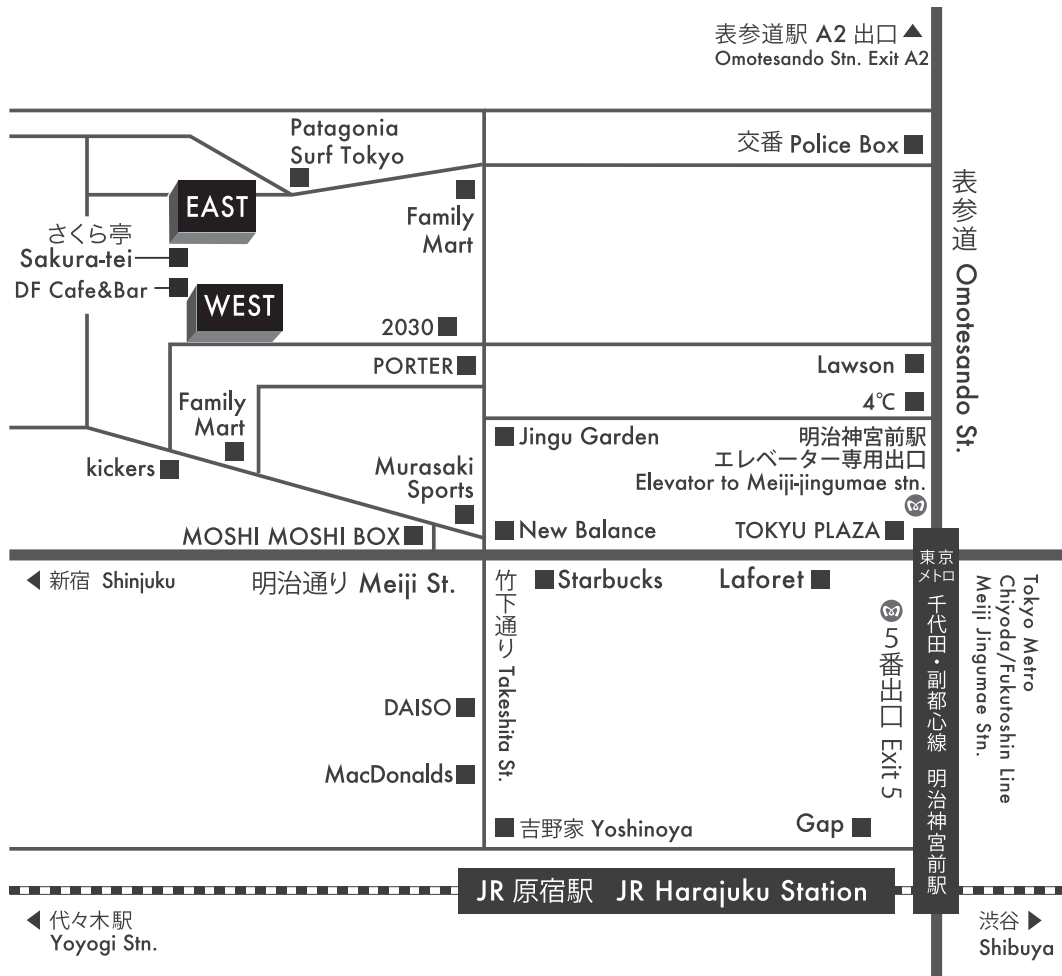 表参道駅 A2 出口 ▲
Omotesando Stn. Exit A2
Patagonia
Surf Tokyo
交番 Police Box
EAST
Family
Mart
表参道 Omotesando St.
さくら亭
Sakura-tei
DF Cafe&Bar
WEST
2030
PORTER
Lawson
4℃
Family
Mart
Jingu Garden
明治神宮前駅
エレベーター専用出口
Elevator to Meiji-jingumae stn.
kickers
Murasaki
Sports
MOSHI MOSHI BOX
New Balance
TOKYU PLAZA
◀ 新宿 Shinjuku
明治通り Meiji St.
竹下通り Takeshita St.
Starbucks
Laforet
5番出口 Exit 5
東京
メトロ
千代田・副都心線 明治神宮前駅
Tokyo Metro
Chiyoda/Fukutoshin Line
Meiji Jingumae Stn.
DAISO
MacDonalds
吉野家 Yoshinoya
Gap
JR 原宿駅 JR Harajuku Station
◀ 代々木駅
Yoyogi Stn.
渋谷 ▶
Shibuya